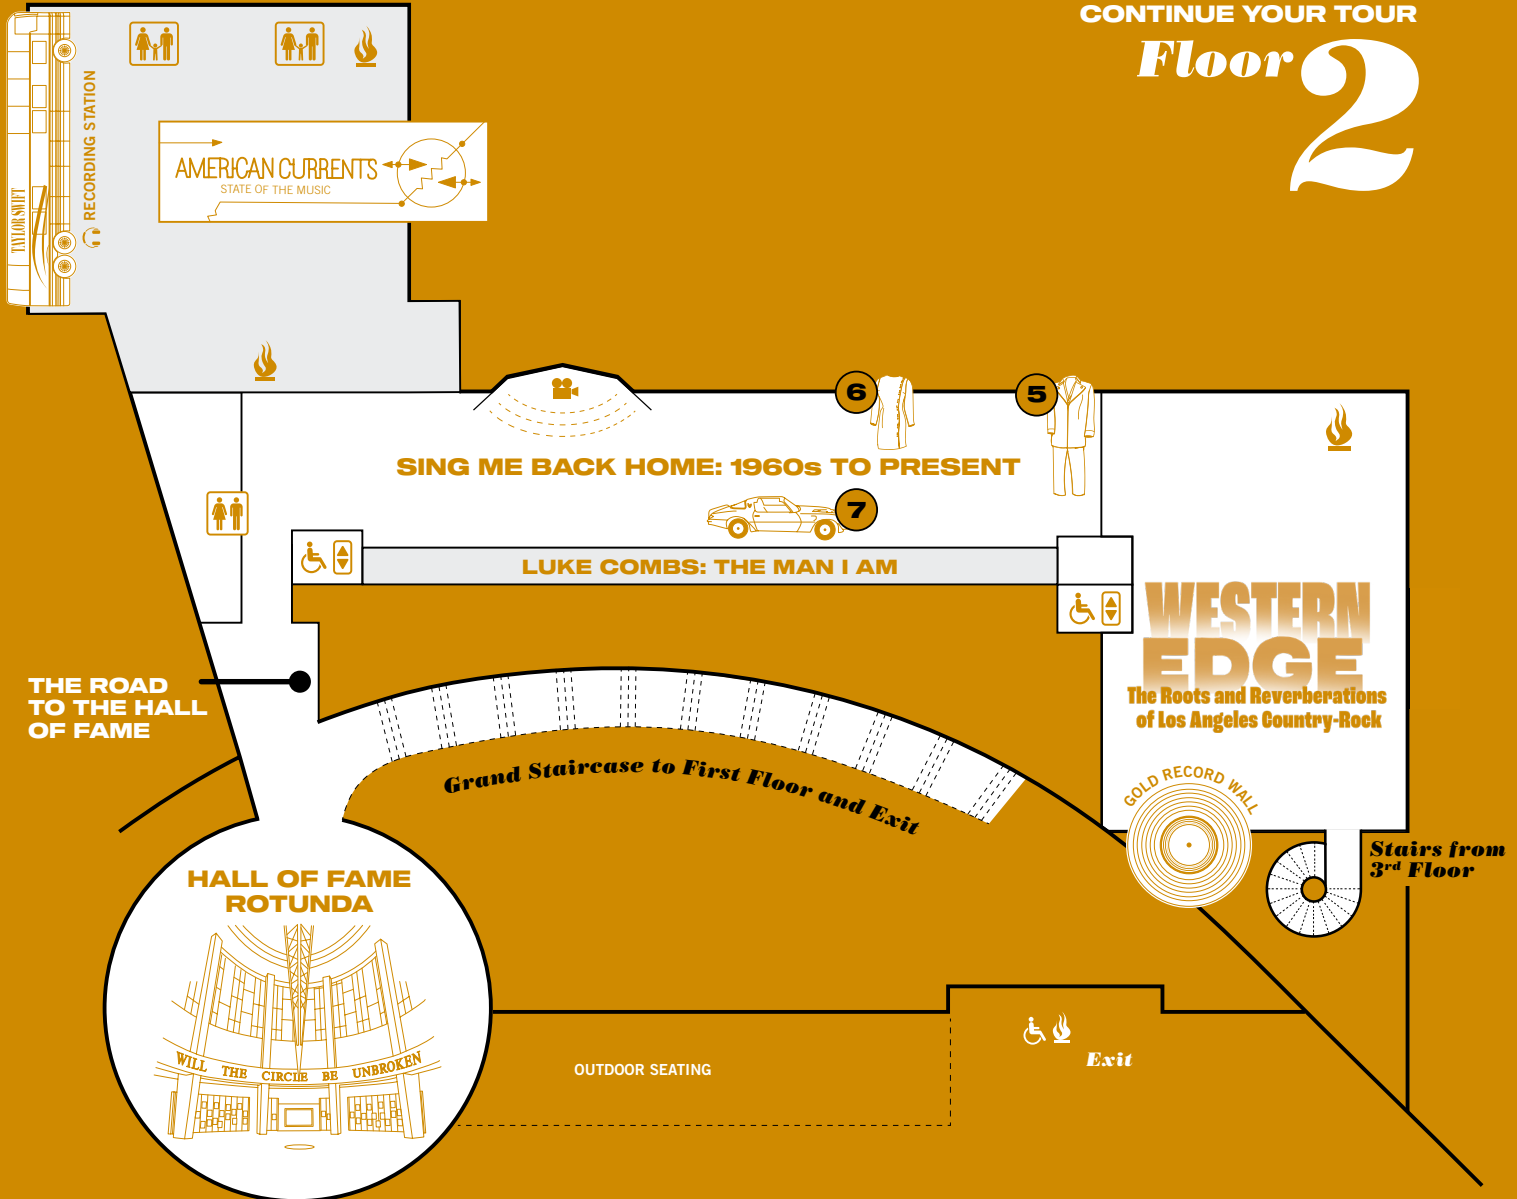 CONTINUE YOUR TOUR
Floor 2
TAYLOR SWIFT
RECORDING STATION
AMERICAN CURRENTS
STATE OF THE MUSIC
6
5
SING ME BACK HOME: 1960s TO PRESENT
7
LUKE COMBS: THE MAN I AM
WESTERN
EDGE
The Roots and Reverberations
of Los Angeles Country-Rock
THE ROAD
TO THE HALL
OF FAME
Grand Staircase to First Floor and Exit
GOLD RECORD WALL
Stairs from
3rd Floor
HALL OF FAME
ROTUNDA
WILL THE CIRCLE BE UNBROKEN
OUTDOOR SEATING
Exit